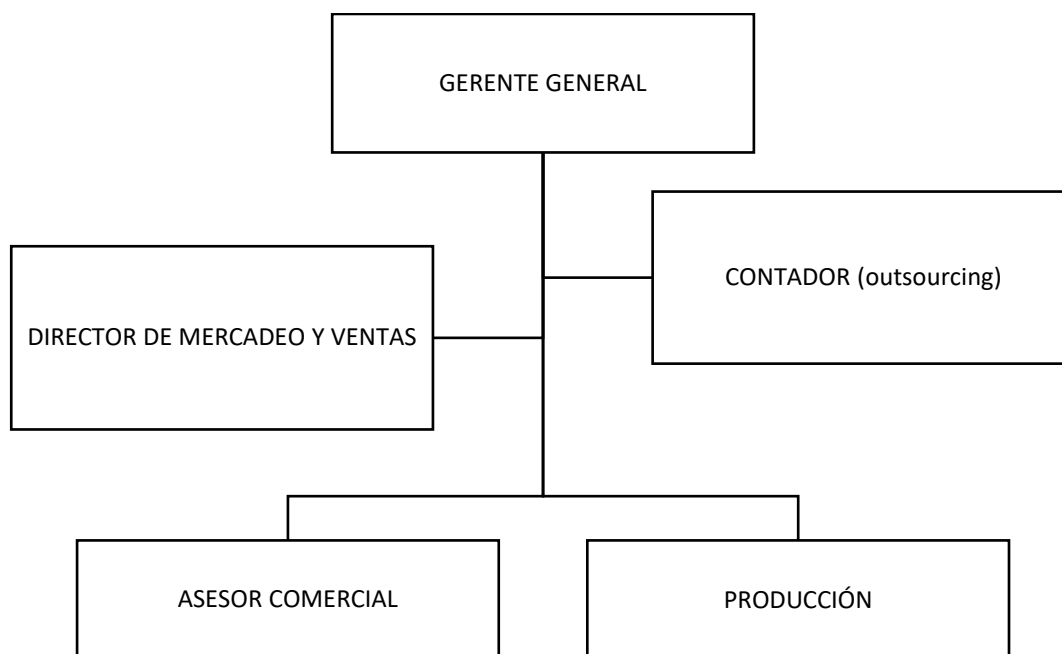 GERENTE GENERAL
CONTADOR (outsourcing)
DIRECTOR DE MERCADEO Y VENTAS
ASESOR COMERCIAL
PRODUCCIÓN